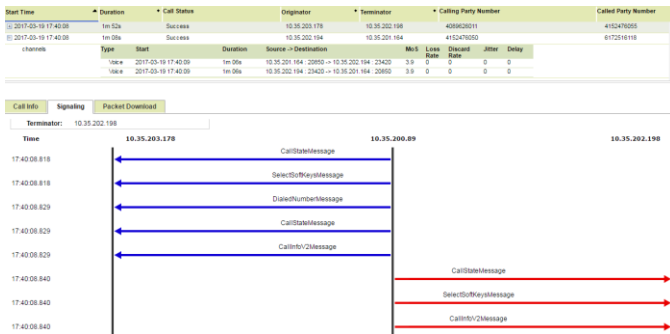 Start Time Duration Call Status Originator Terminator Calling Party Number Called Party Number
2017-03-19 17:40:08 1m 52s Success 10.35.203.178 10.35.202.198 4089626011 4152476055
2017-03-19 17:40:08 1m 08s Success 10.35.202.194 10.35.201.164 4152476050 6172516118
channels Type Start Duration Source -> Destination MoS Loss Rate Discard Rate Jitter Delay
Voice 2017-03-19 17:40:09 1m 06s 10.35.201.164 : 20850 -> 10.35.202.194 : 23420 3.9 0 0 0 0
Voice 2017-03-19 17:40:09 1m 06s 10.35.202.194 : 23420 -> 10.35.201.164 : 20850 3.9 0 0 0 0
Call Info Signaling Packet Download
Terminator: 10.35.202.198
Time 10.35.203.178 10.35.200.89 10.35.202.198
CallStateMessage
17:40:08.818
SelectSoftKeysMessage
17:40:08.818
DialedNumberMessage
17:40:08.829
CallStateMessage
17:40:08.829
CallInfoV2Message
17:40:08.829
CallStateMessage
17:40:08.840
SelectSoftKeysMessage
17:40:08.840
CallInfoV2Message
17:40:08.840